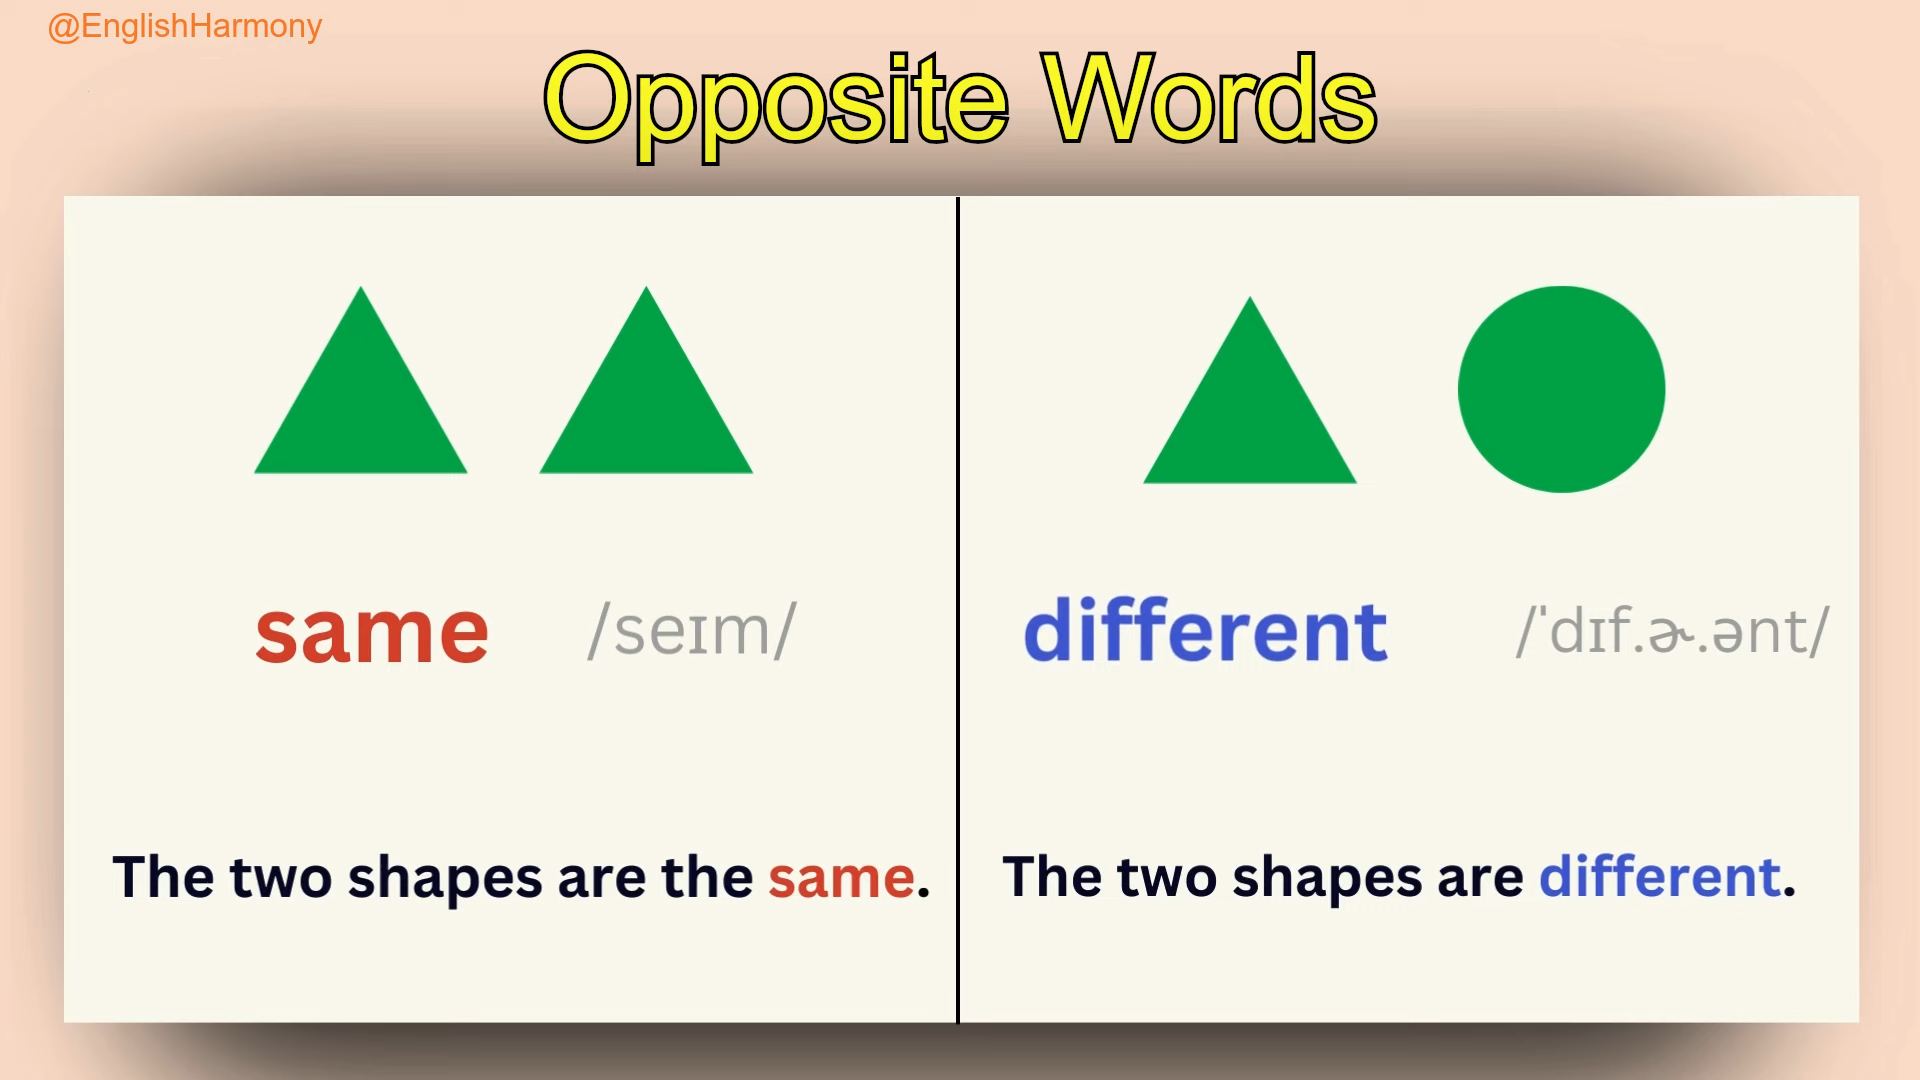 @EnglishHarmony
Opposite Words
same /seɪm/
different /ˈdɪf.ɚ.ənt/
The two shapes are the same.
The two shapes are different.